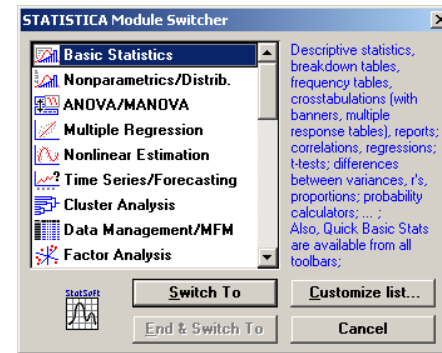 STATISTICA Module Switcher
Basic Statistics
Nonparametrics/Distrib.
ANOVA/MANOVA
Multiple Regression
Nonlinear Estimation
Time Series/Forecasting
Cluster Analysis
Data Management/MFM
Factor Analysis
Descriptive statistics,
breakdown tables,
frequency tables,
crosstabulations (with
banners, multiple
response tables), reports;
correlations, regressions;
t-tests; differences
between variances, r's,
proportions; probability
calculators; ... ;
Also, Quick Basic Stats
are available from all
toolbars;
StatSoft
Switch To
Customize list...
End & Switch To
Cancel